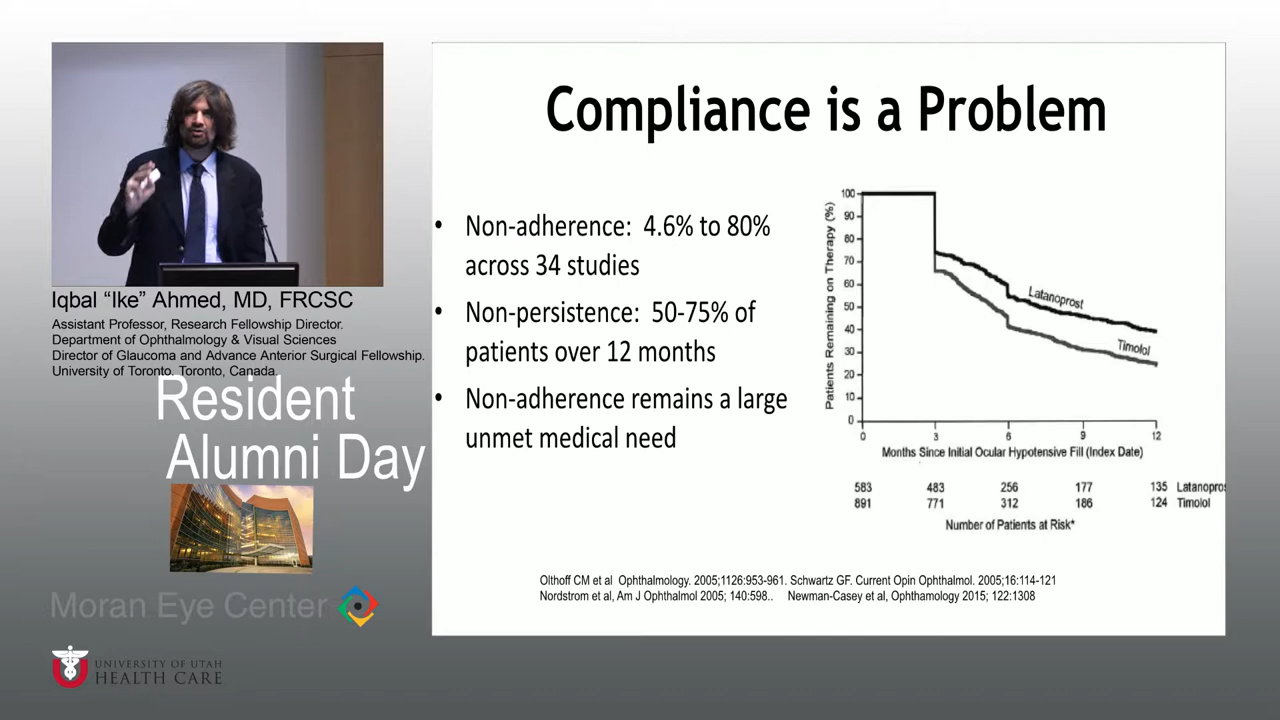 Compliance is a Problem
• Non-adherence: 4.6% to 80%
across 34 studies
• Non-persistence: 50-75% of
patients over 12 months
• Non-adherence remains a large
unmet medical need
Patients Remaining on Therapy (%)
100
90
80
70
60
50
40
30
20
10
0
Latanoprost
Timolol
0 3 6 9 12
Months Since Initial Ocular Hypotensive Fill (Index Date)
583 483 256 177 135 Latanopros
891 771 312 186 124 Timolol
Number of Patients at Risk*
Olthoff CM et al Ophthalmology. 2005;1126:953-961. Schwartz GF. Current Opin Ophthalmol. 2005;16:114-121
Nordstrom et al, Am J Ophthalmol 2005; 140:598.. Newman-Casey et al, Ophthamology 2015; 122:1308
Iqbal “Ike” Ahmed, MD, FRCSC
Assistant Professor, Research Fellowship Director.
Department of Ophthalmology & Visual Sciences
Director of Glaucoma and Advance Anterior Surgical Fellowship.
University of Toronto. Toronto, Canada.
Resident
Alumni Day
Moran Eye Center
UNIVERSITY OF UTAH
HEALTH CARE